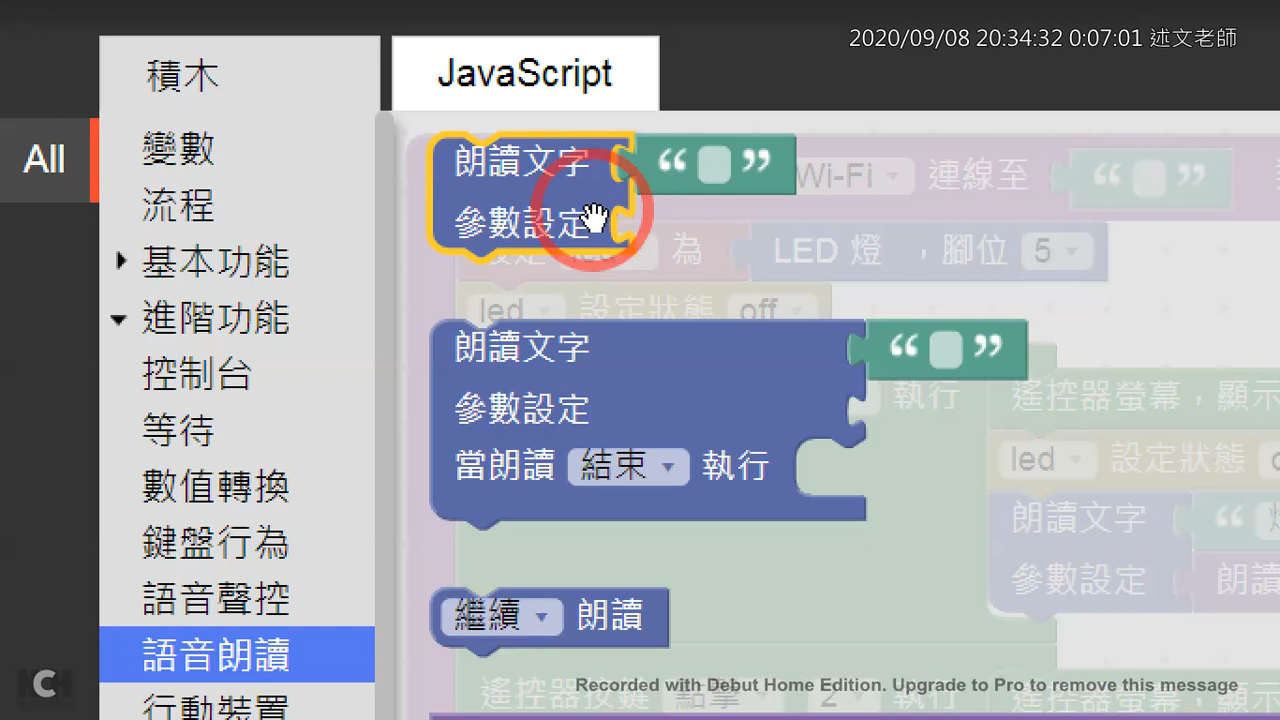 2020/09/08 20:34:32 0:07:01 述文老師
積木
JavaScript
All
變數
流程
基本功能
進階功能
控制台
等待
數值轉換
鍵盤行為
語音聲控
語音朗讀
行動裝置
朗讀文字 “ ”
參數設定
Wi-Fi 連線至 “ ”
為 LED 燈 ，腳位 5
led 設定狀態 off
朗讀文字 “ ”
參數設定
當朗讀 結束 執行
執行 遙控器螢幕，顯示
led 設定狀態
朗讀文字 “
參數設定 朗讀
繼續 朗讀
遙控器按鍵 點擊 2 遙控器螢幕，顯示
Recorded with Debut Home Edition. Upgrade to Pro to remove this message